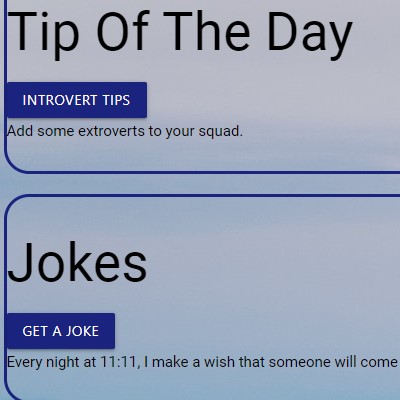 Tip Of The Day
INTROVERT TIPS
Add some extroverts to your squad.
Jokes
GET A JOKE
Every night at 11:11, I make a wish that someone will come